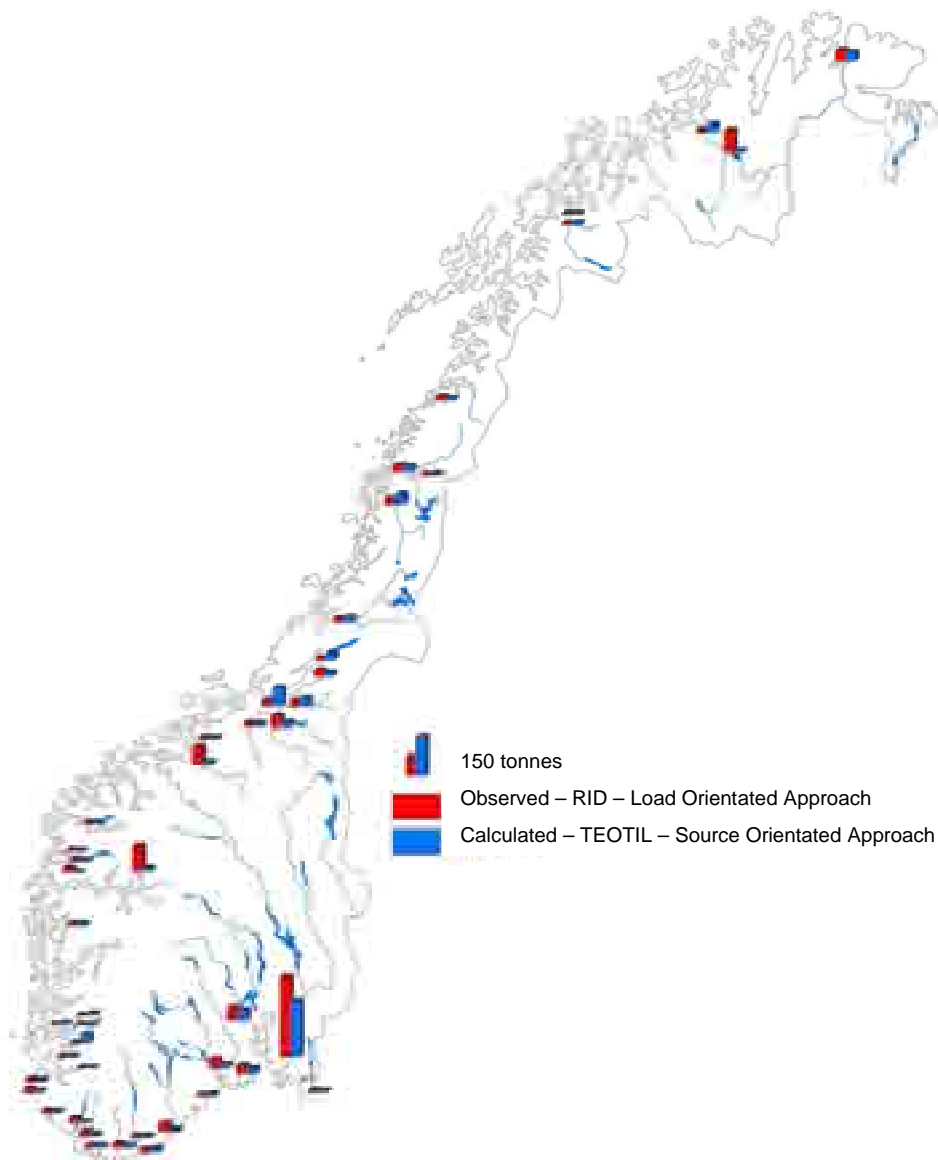 150 tonnes
Observed – RID – Load Orientated Approach
Calculated – TEOTIL – Source Orientated Approach